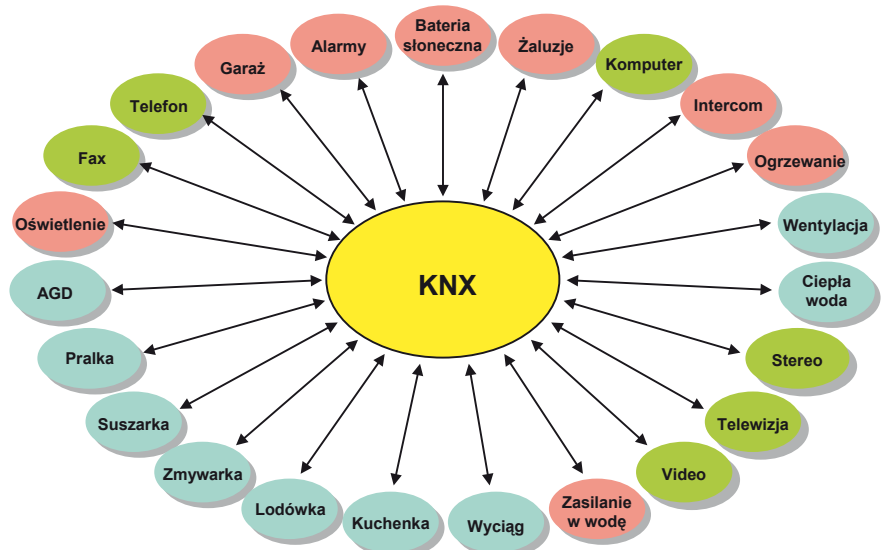 Bateria
słoneczna
Alarmy
Żaluzje
Garaż
Komputer
Telefon
Intercom
Fax
Ogrzewanie
Oświetlenie
Wentylacja
KNX
AGD
Ciepła
woda
Pralka
Stereo
Suszarka
Telewizja
Zmywarka
Video
Lodówka
Kuchenka
Wyciąg
Zasilanie
w wodę